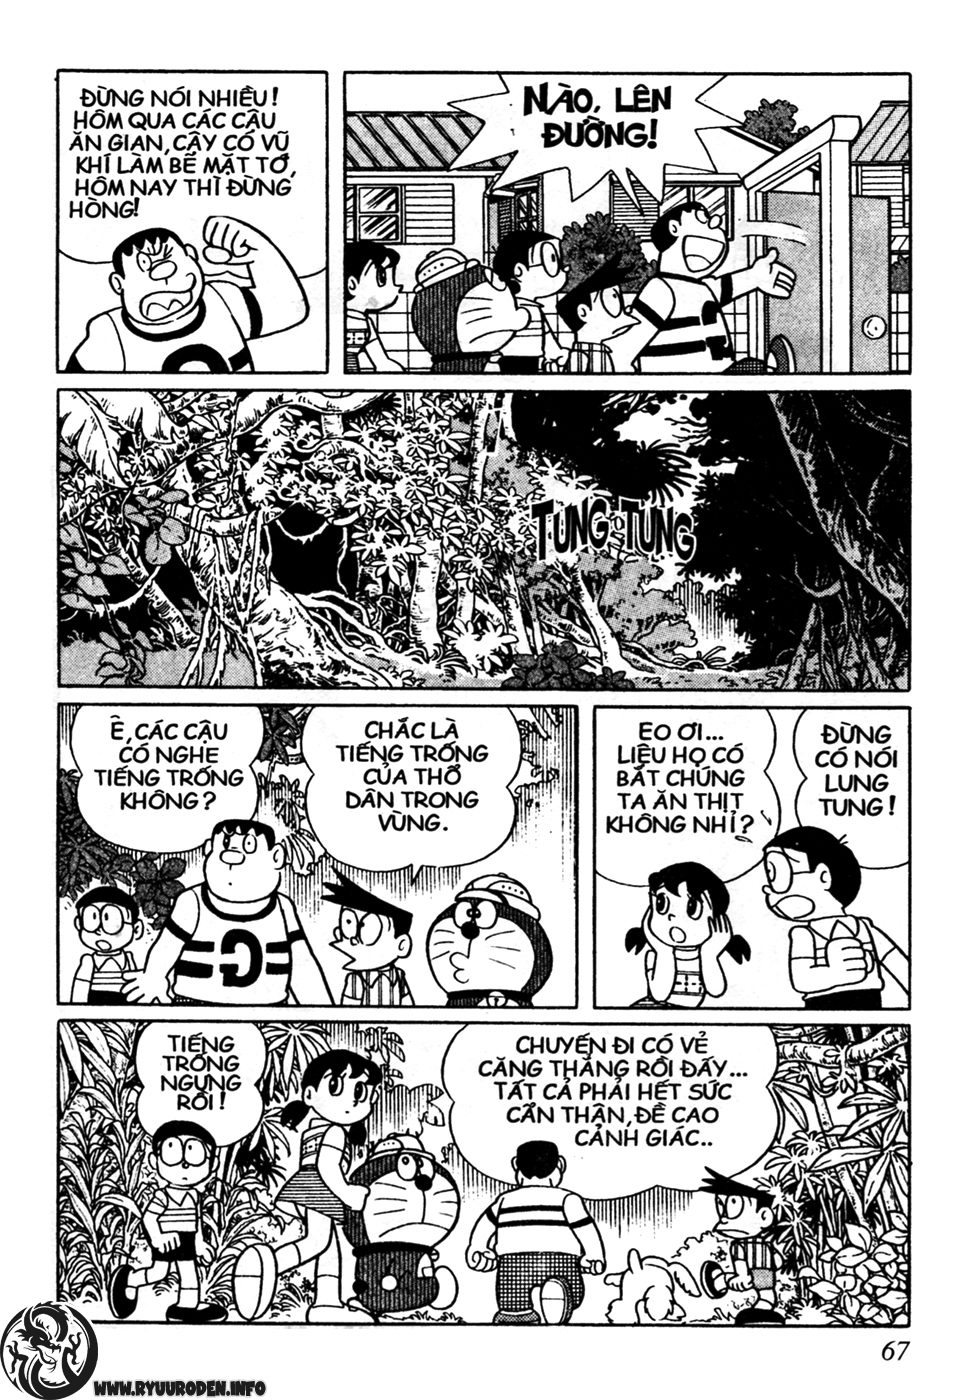 ĐỪNG NÓI NHIỀU!
HÔM QUA CÁC CẬU
ĂN GIAN, CẬY CÓ VŨ
KHÍ LÀM BẼ MẶT TỚ,
HÔM NAY THÌ ĐỪNG
HÒNG!
NÀO, LÊN
ĐƯỜNG!
TÙNG TÙNG
Ê, CÁC CẬU
CÓ NGHE
TIẾNG TRỐNG
KHÔNG?
CHẮC LÀ
TIẾNG TRỐNG
CỦA THỔ
DÂN TRONG
VÙNG.
EO ƠI...
LIỆU HỌ CÓ
BẮT CHÚNG
TA ĂN THỊT
KHÔNG NHỈ?
ĐỪNG
CÓ NÓI
LUNG
TUNG!
TIẾNG
TRỐNG
NGƯNG
RỒI!
CHUYẾN ĐI CÓ VẺ
CĂNG THẲNG RỒI ĐẤY...
TẤT CẢ PHẢI HẾT SỨC
CẨN THẬN, ĐỀ CAO
CẢNH GIÁC..
67
WWW.RYUURODEN.INFO